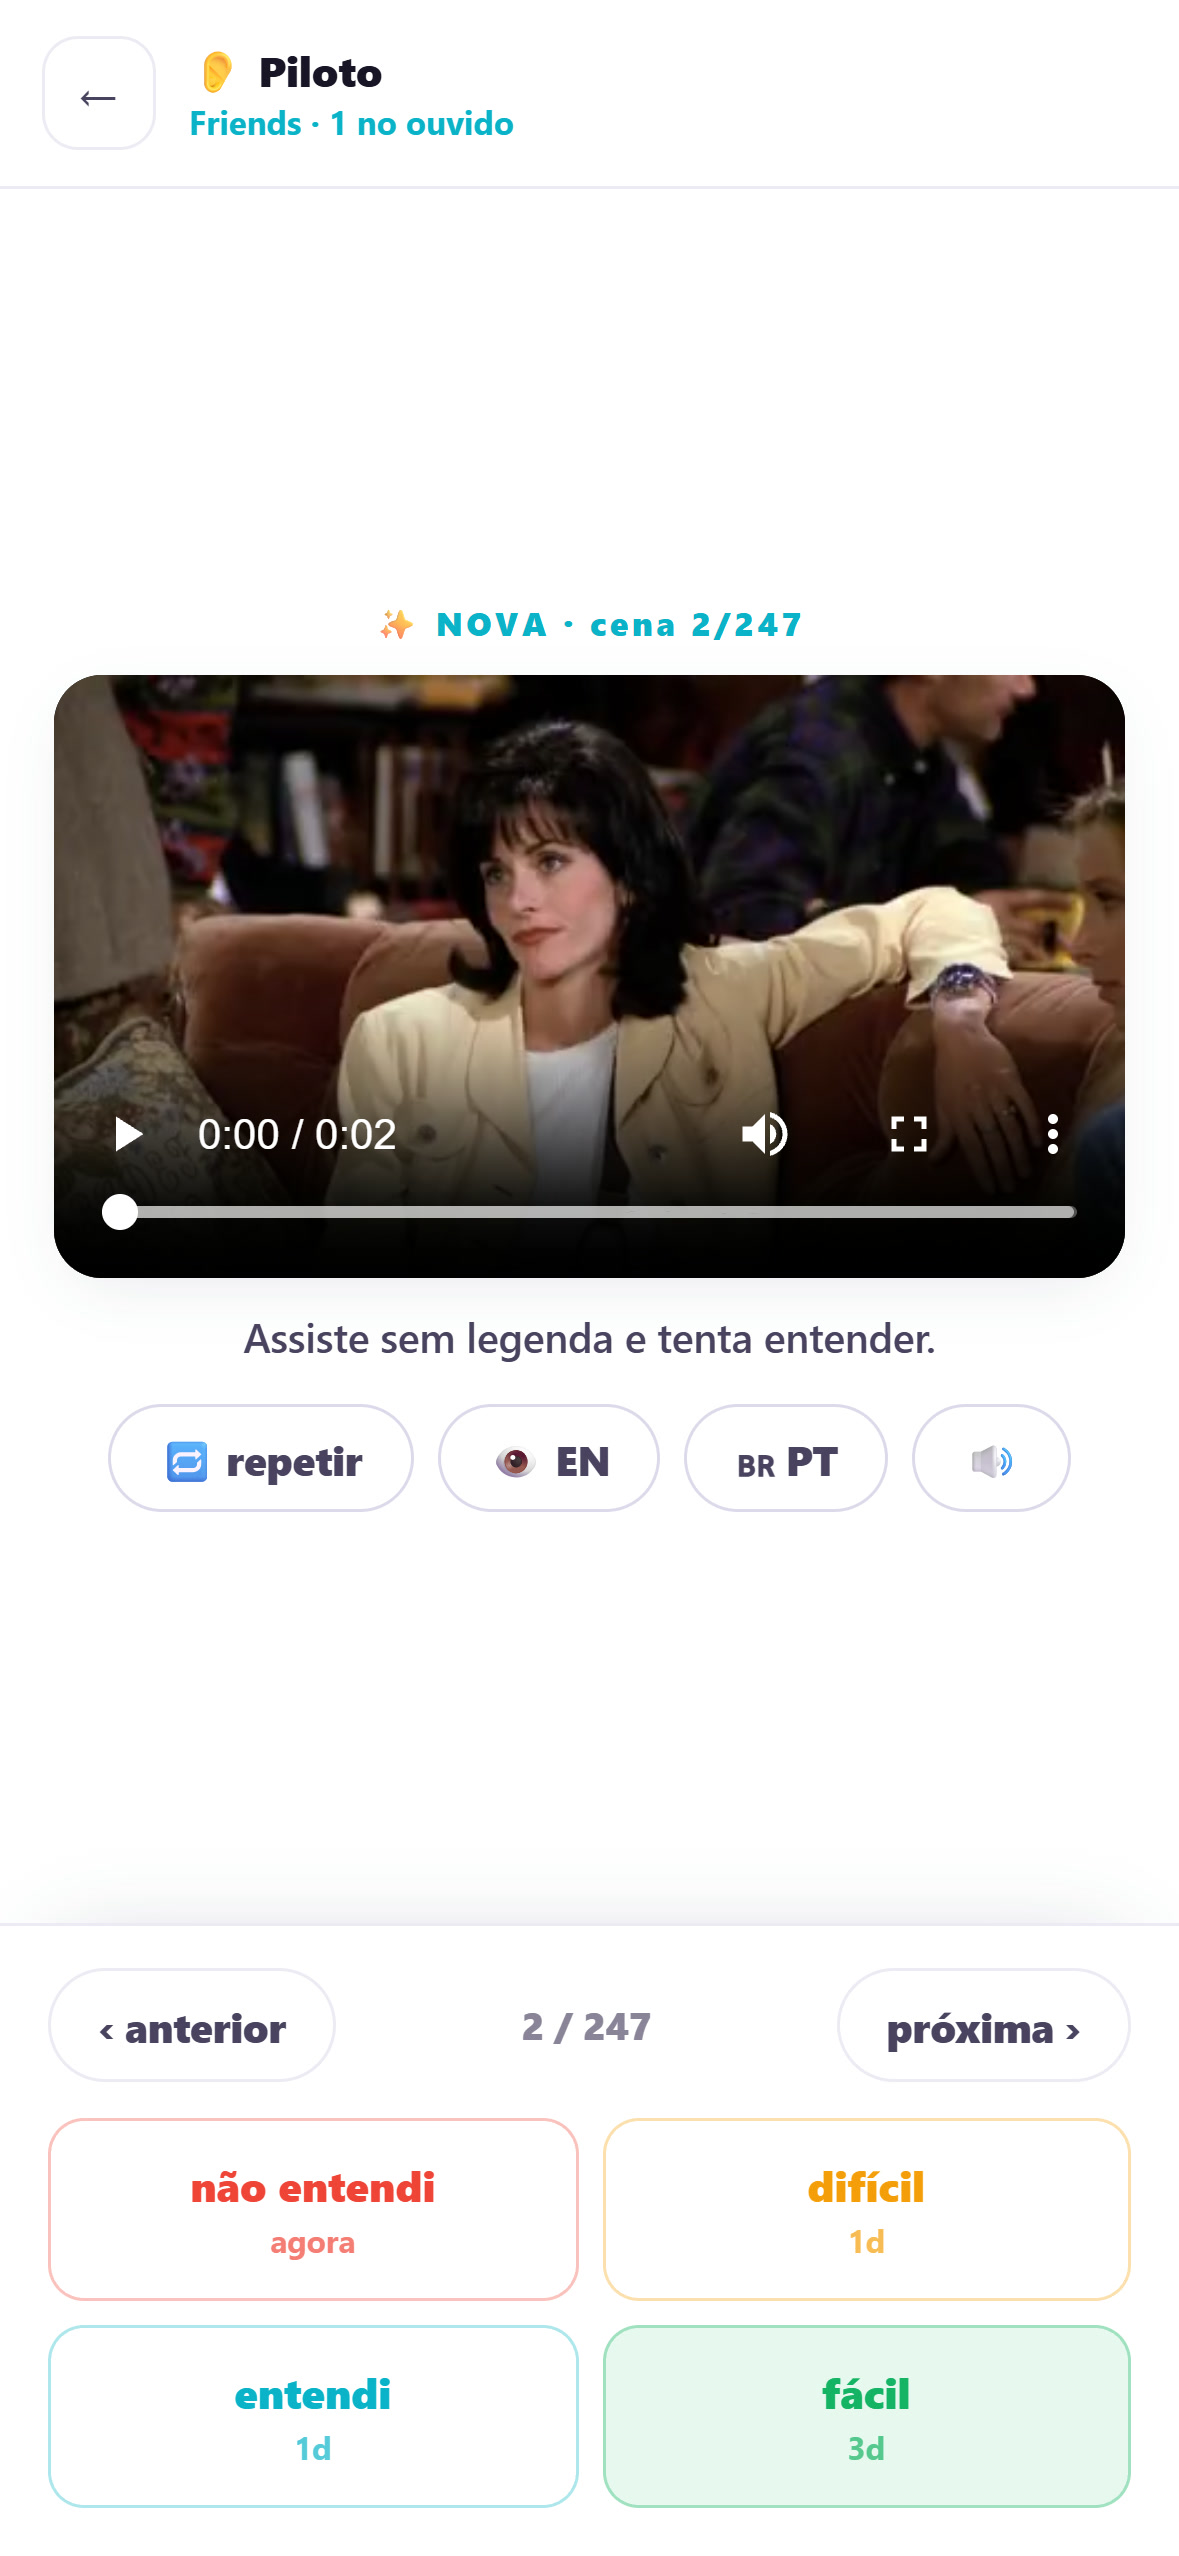 ←
👂 Piloto
Friends · 1 no ouvido
✨ NOVA · cena 2/247
0:00 / 0:02
Assiste sem legenda e tenta entender.
🔁 repetir
👁️ EN
BR PT
🔊
‹ anterior
2 / 247
próxima ›
não entendi
agora
difícil
1d
entendi
1d
fácil
3d